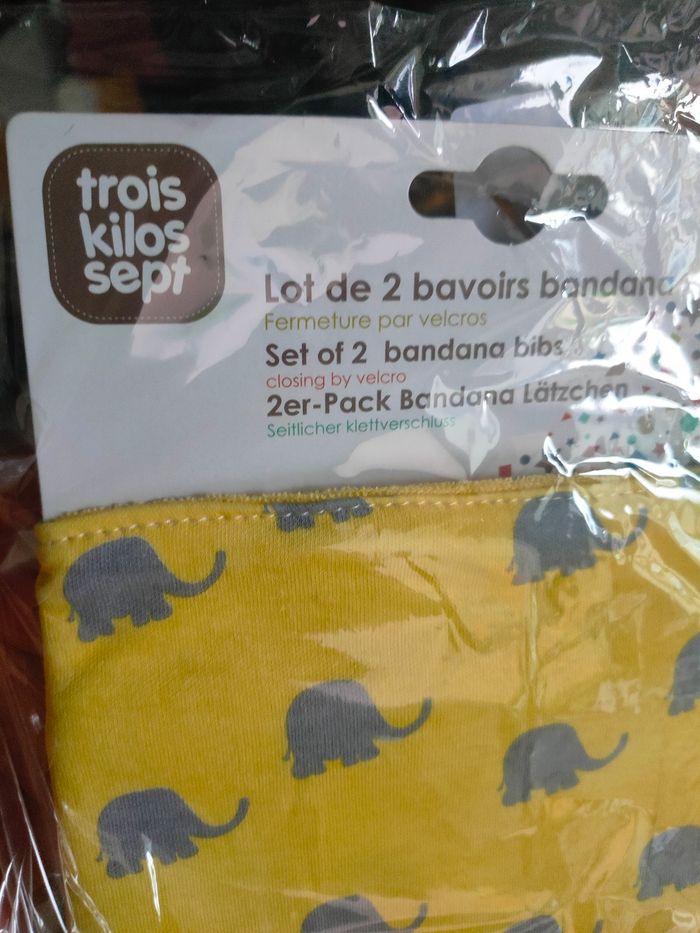 trois
kilos
sept
Lot de 2 bavoirs bandana
Fermeture par velcros
Set of 2 bandana bibs
closing by velcro
2er-Pack Bandana Lätzchen
Seitlicher klettverschluss